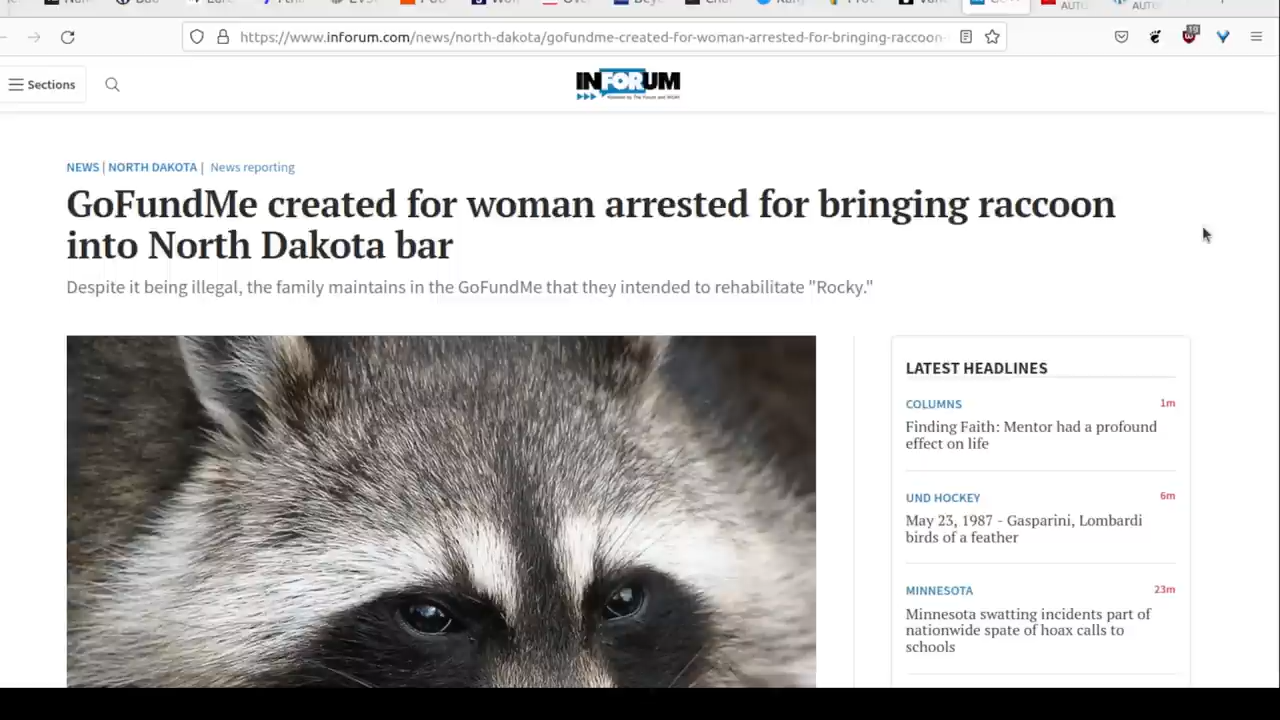 https://www.inforum.com/news/north-dakota/gofundme-created-for-woman-arrested-for-bringing-raccoon-
Sections
INFORUM
NEWS | NORTH DAKOTA | News reporting
GoFundMe created for woman arrested for bringing raccoon
into North Dakota bar
Despite it being illegal, the family maintains in the GoFundMe that they intended to rehabilitate "Rocky."
LATEST HEADLINES
COLUMNS 1m
Finding Faith: Mentor had a profound
effect on life
UND HOCKEY 6m
May 23, 1987 - Gasparini, Lombardi
birds of a feather
MINNESOTA 23m
Minnesota swatting incidents part of
nationwide spate of hoax calls to
schools